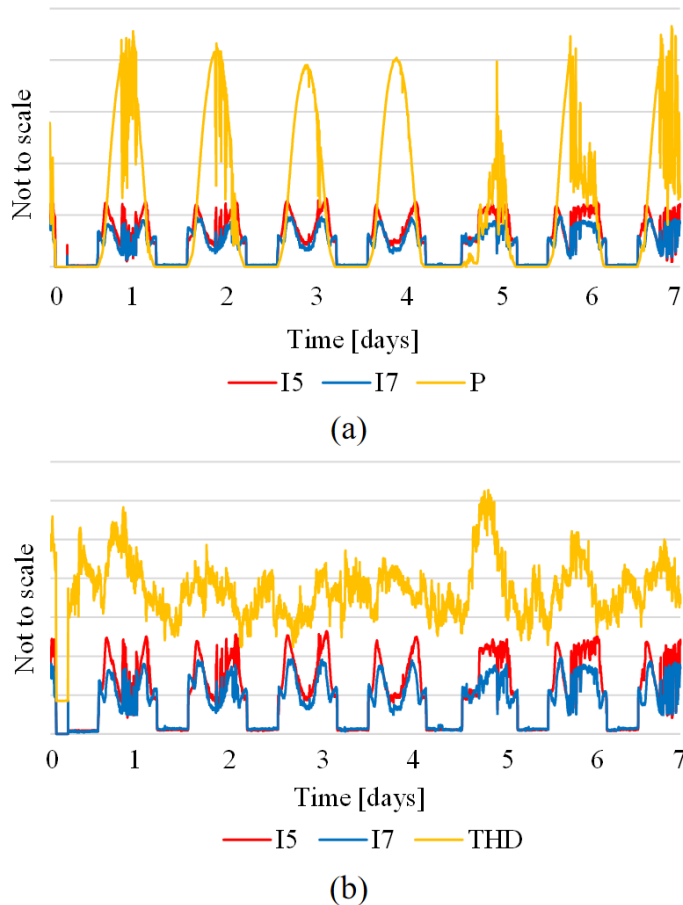 Not to scale
0 1 2 3 4 5 6 7
Time [days]
I5 I7 P
(a)
Not to scale
0 1 2 3 4 5 6 7
Time [days]
I5 I7 THD
(b)